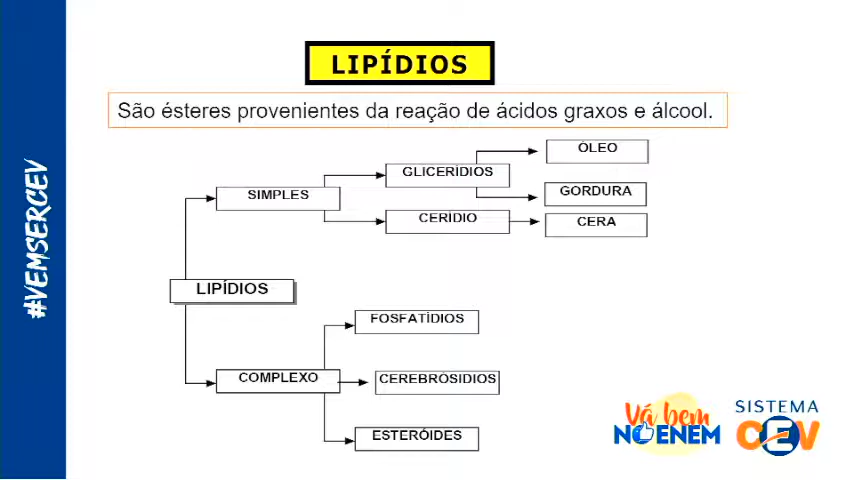 #VEMSERCEV
LIPÍDIOS
São ésteres provenientes da reação de ácidos graxos e álcool.
ÓLEO
GLICERÍDIOS
GORDURA
SIMPLES
CERÍDIO
CERA
LIPÍDIOS
FOSFATÍDIOS
COMPLEXO
CEREBROSIDIOS
ESTERÓIDES
Vá bem
NO ENEM
SISTEMA
CEV